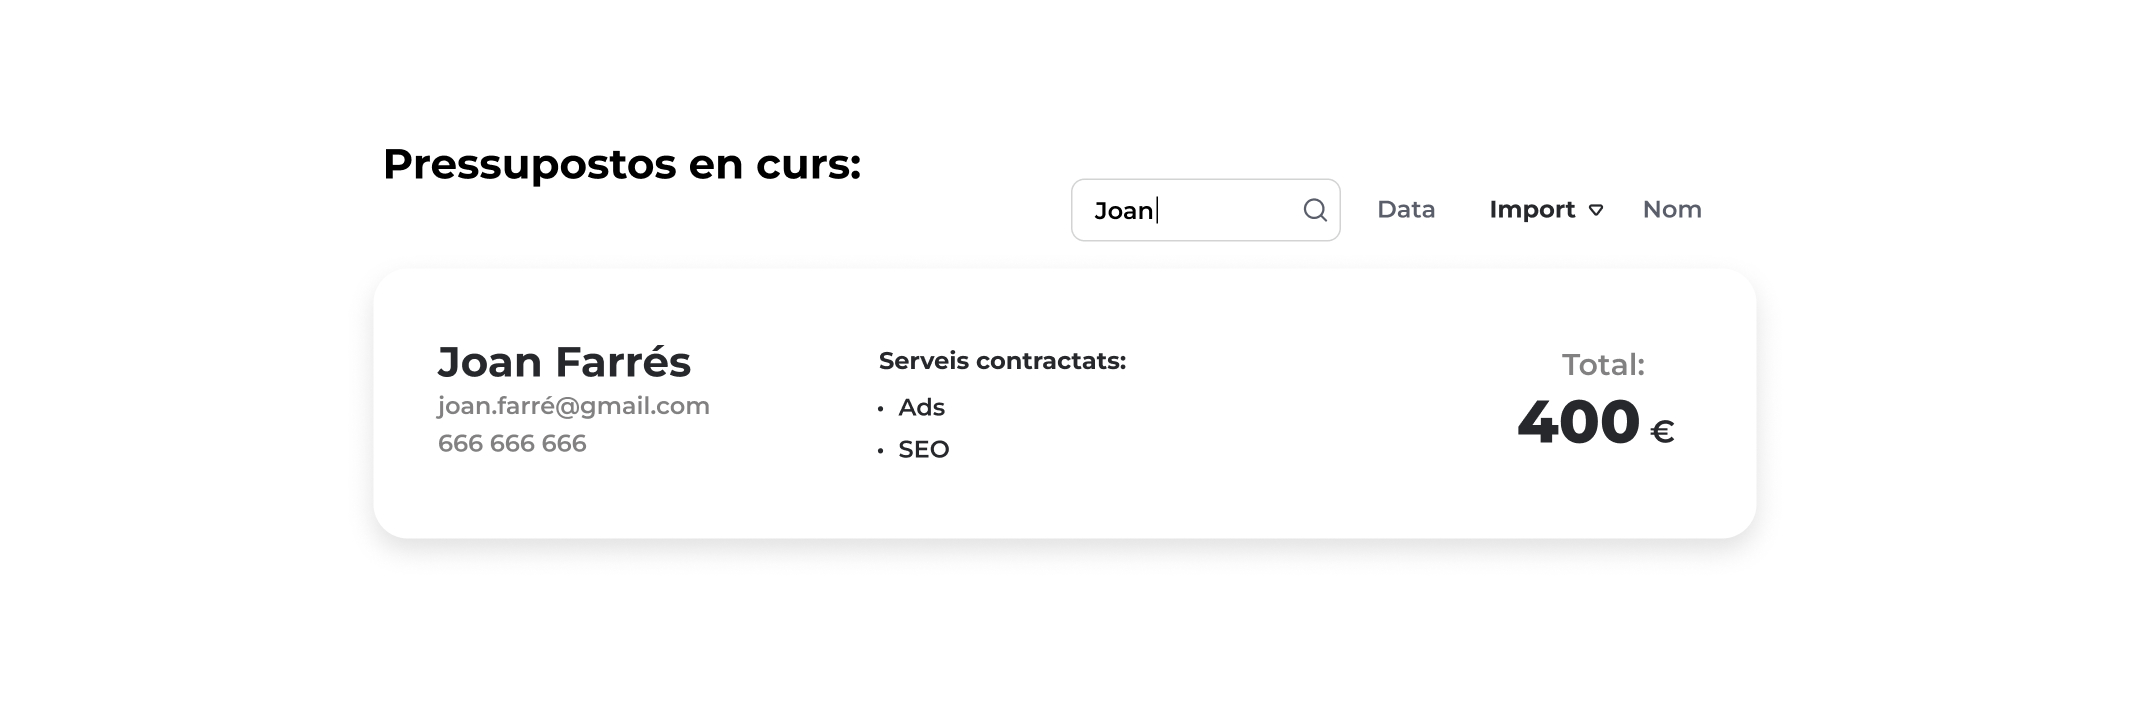 Pressupostos en curs:
Joan
Data
Import
Nom
Joan Farrés
joan.farré@gmail.com
666 666 666
Serveis contractats:
• Ads
• SEO
Total:
400 €